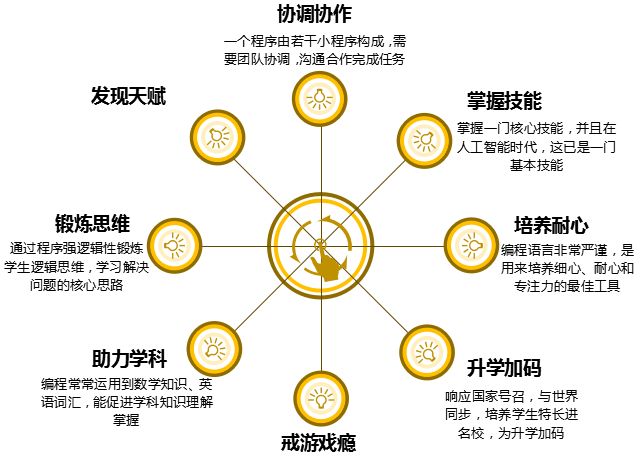 协调协作
一个程序由若干小程序构成,需
要团队协调,沟通合作完成任务
发现天赋
掌握技能
掌握一门核心技能，并且在
人工智能时代，这已是一门
基本技能
锻炼思维
通过程序强逻辑性锻炼
学生逻辑思维，学习解决
问题的核心思路
培养耐心
编程语言非常严谨，是
用来培养细心、耐心和
专注力的最佳工具
助力学科
编程常常运用到数学知识、英
语词汇，能促进学科知识理解
掌握
升学加码
响应国家号召，与世界
同步，培养学生特长进
名校，为升学加码
戒游戏瘾